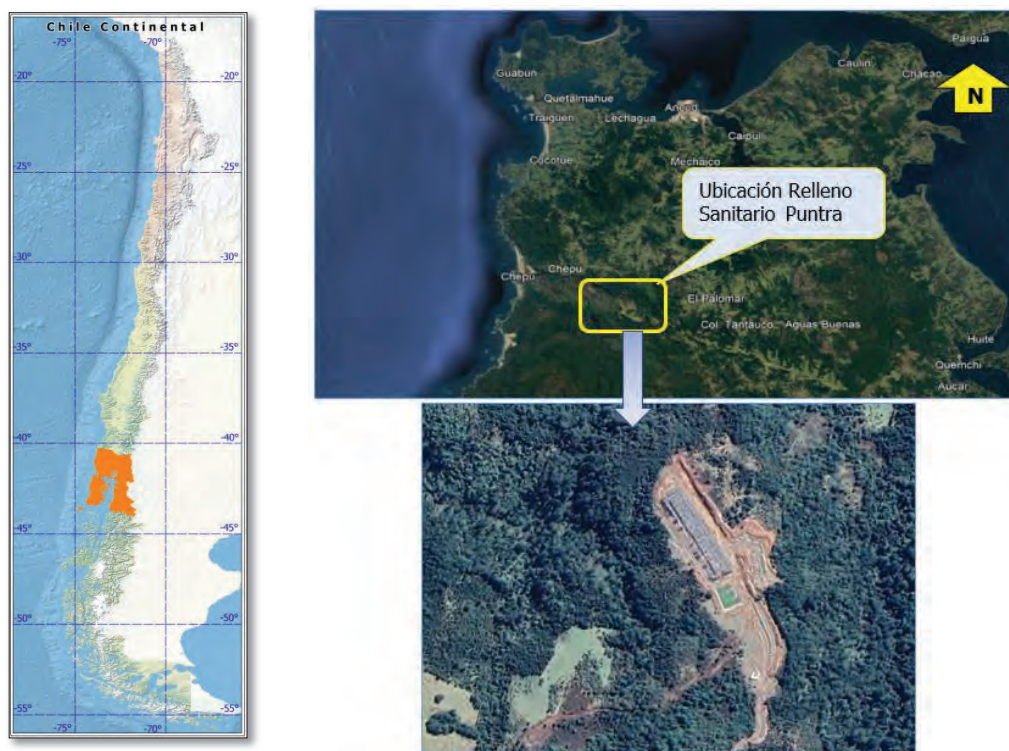 Chile Continental
-75°
-70°
-20°
-20°
-25°
-25°
-30°
-30°
-35°
-35°
-40°
-40°
-45°
-45°
-50°
-50°
-55°
-55°
-75°
-70°
Pargua
Caulin
Chacao
N
Guabun
Quetalmahue
Ancud
Traiguen
Lechagua
Caipuli
Cocotue
Mechaico
Ubicación Relleno
Sanitario Puntra
Chepu
Chepu
El Palomar
Col. Tantauco
Aguas Buenas
Huite
Quemchi
Aucar